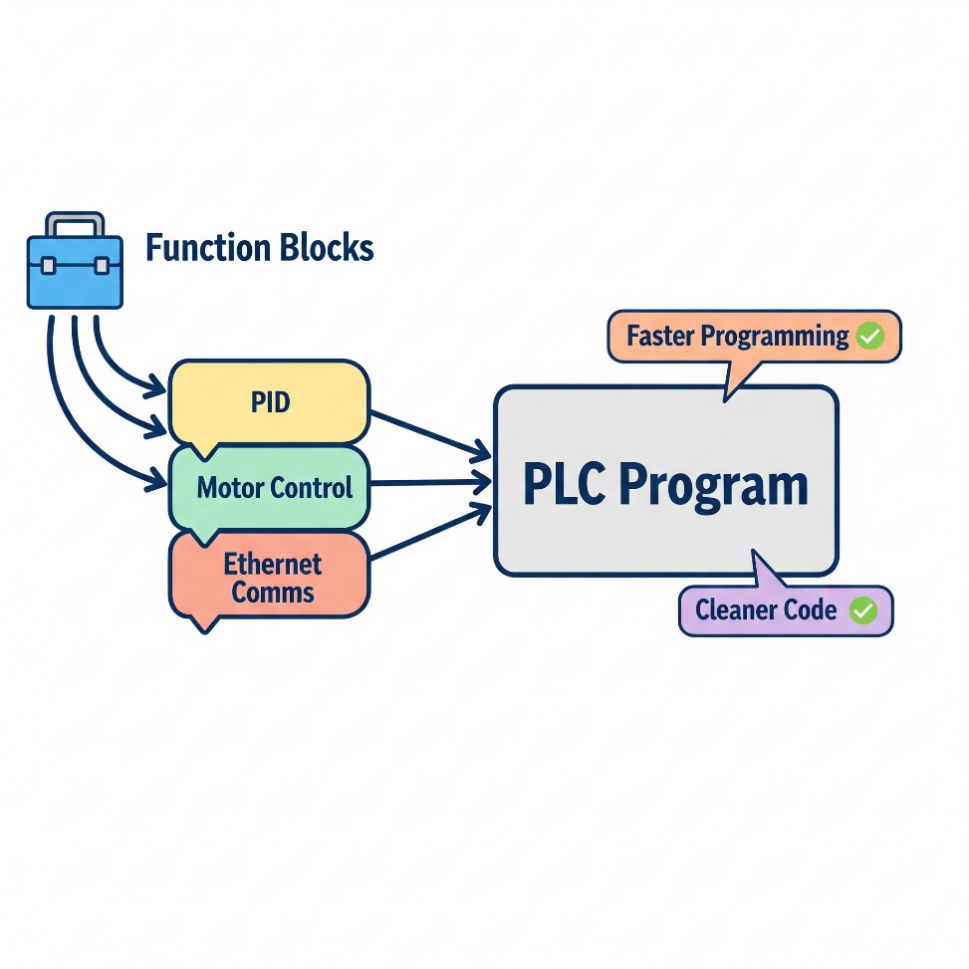 Function Blocks
PID
Motor Control
Ethernet
Comms
Faster Programming
PLC Program
Cleaner Code